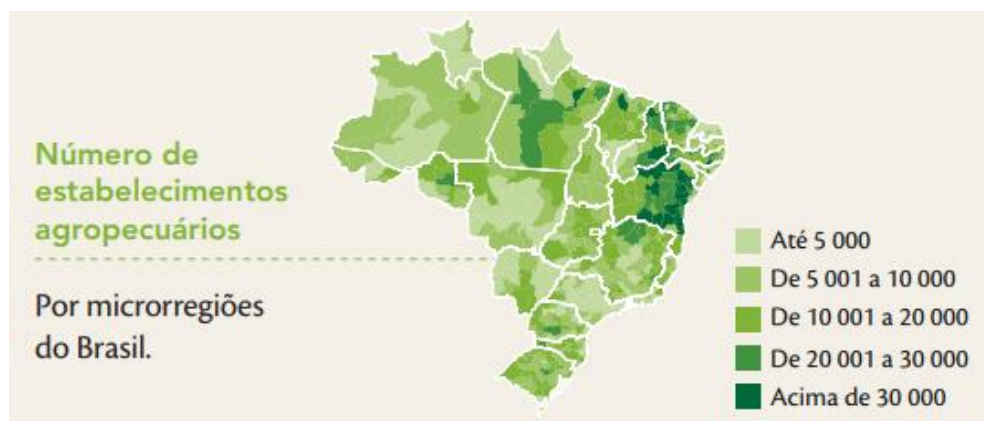 Número de
estabelecimentos
agropecuários
Por microrregiões
do Brasil.
Até 5 000
De 5 001 a 10 000
De 10 001 a 20 000
De 20 001 a 30 000
Acima de 30 000